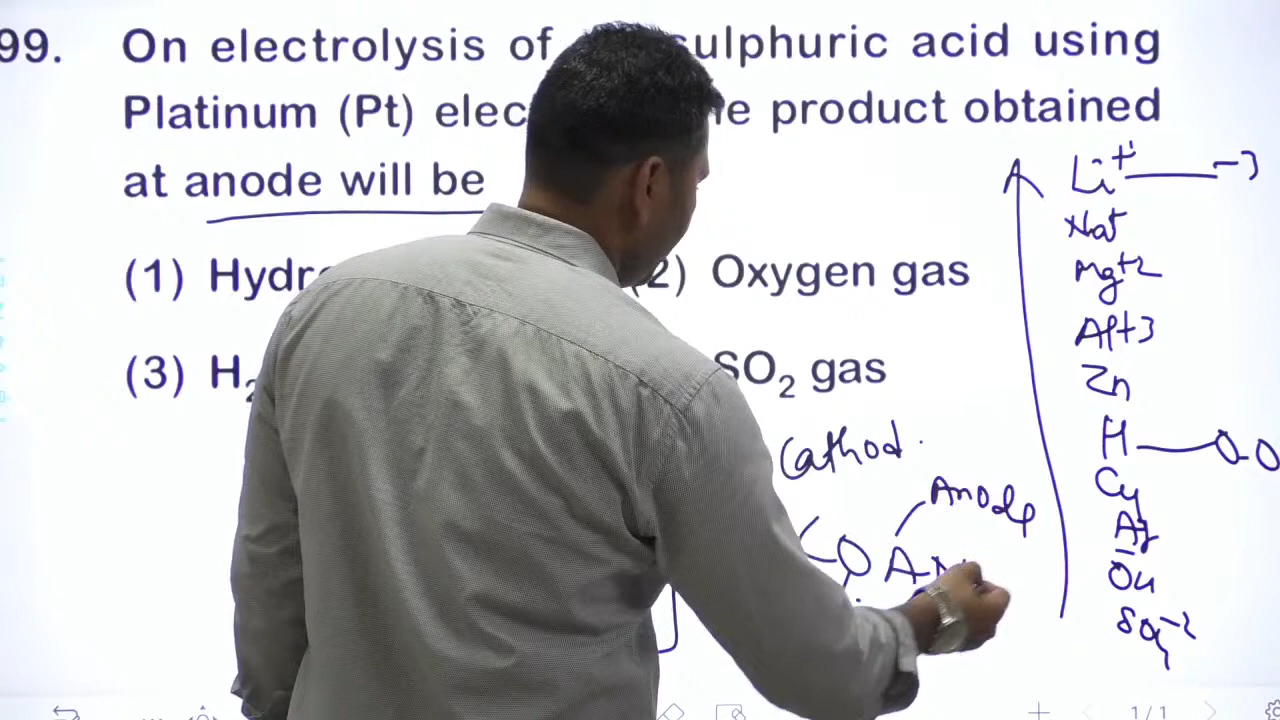 99. On electrolysis of sulphuric acid using
Platinum (Pt) elec e product obtained
at anode will be
(1) Hydr (2) Oxygen gas
(3) H₂ SO₂ gas
Cathod.
Anode
Li+
Na+
Mg+2
Al+3
Zn
H
Cu
Ag
SO4-2
1/1